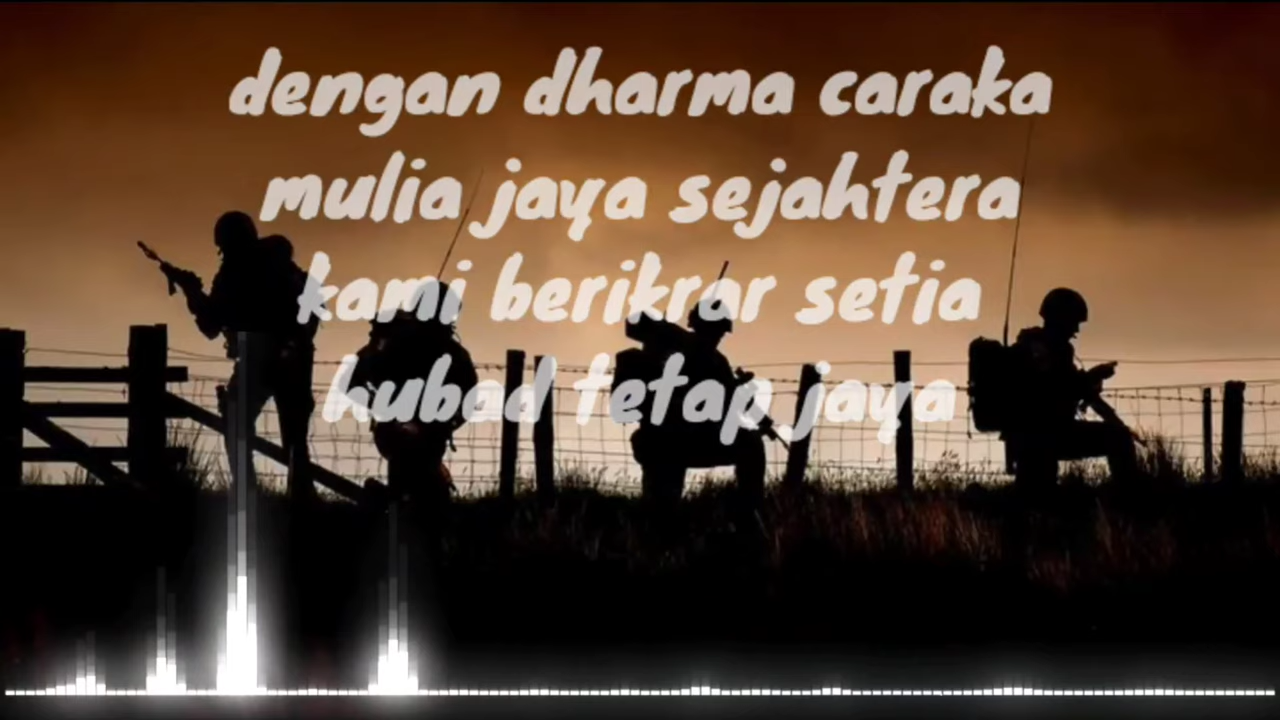 dengan dharma caraka
mulia jaya sejahtera
kami berikrar setia
hubad tetap jaya